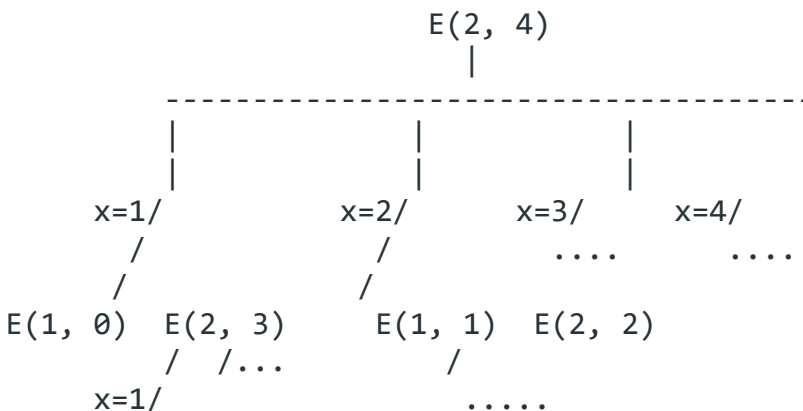 E(2, 4)
|
-------------------------------------
| | |
| | |
x=1/ x=2/ x=3/ x=4/
/ / .... ....
/ /
E(1, 0) E(2, 3) E(1, 1) E(2, 2)
/ /... /
x=1/ .....